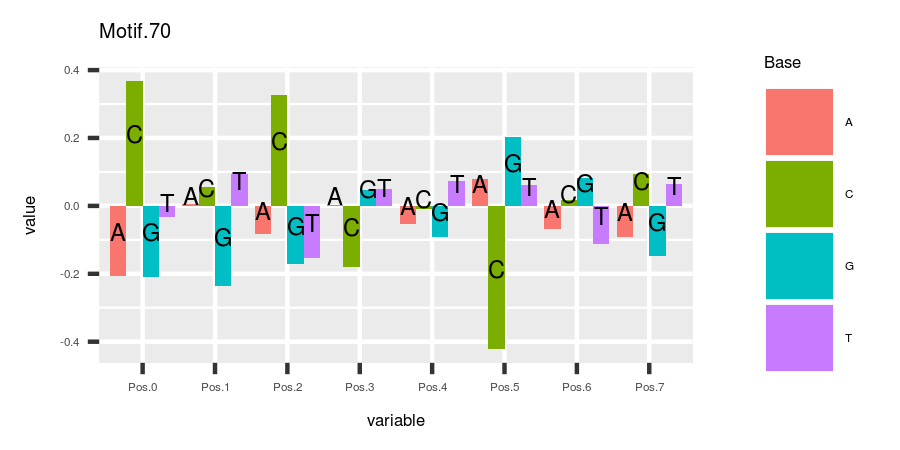 Motif.70
value
0.4
0.2
0.0
-0.2
-0.4
A C G T A C G T A C G T A C G T A C G T A C G T A C G T A C G T
Pos.0 Pos.1 Pos.2 Pos.3 Pos.4 Pos.5 Pos.6 Pos.7
variable
Base
A
C
G
T